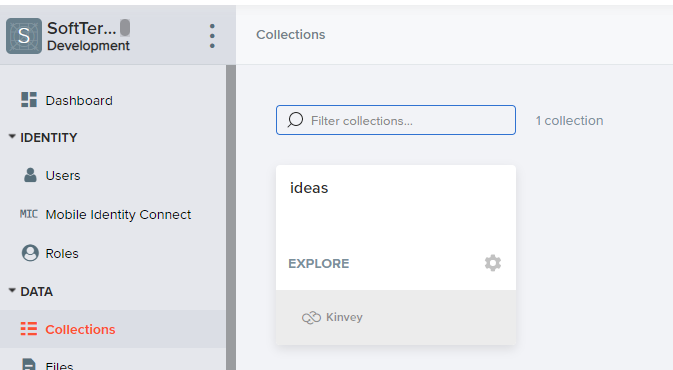 S
SoftTer...
Development
Collections
Dashboard
IDENTITY
Users
MIC Mobile Identity Connect
Roles
DATA
Collections
Files
Filter collections...
1 collection
ideas
EXPLORE
Kinvey